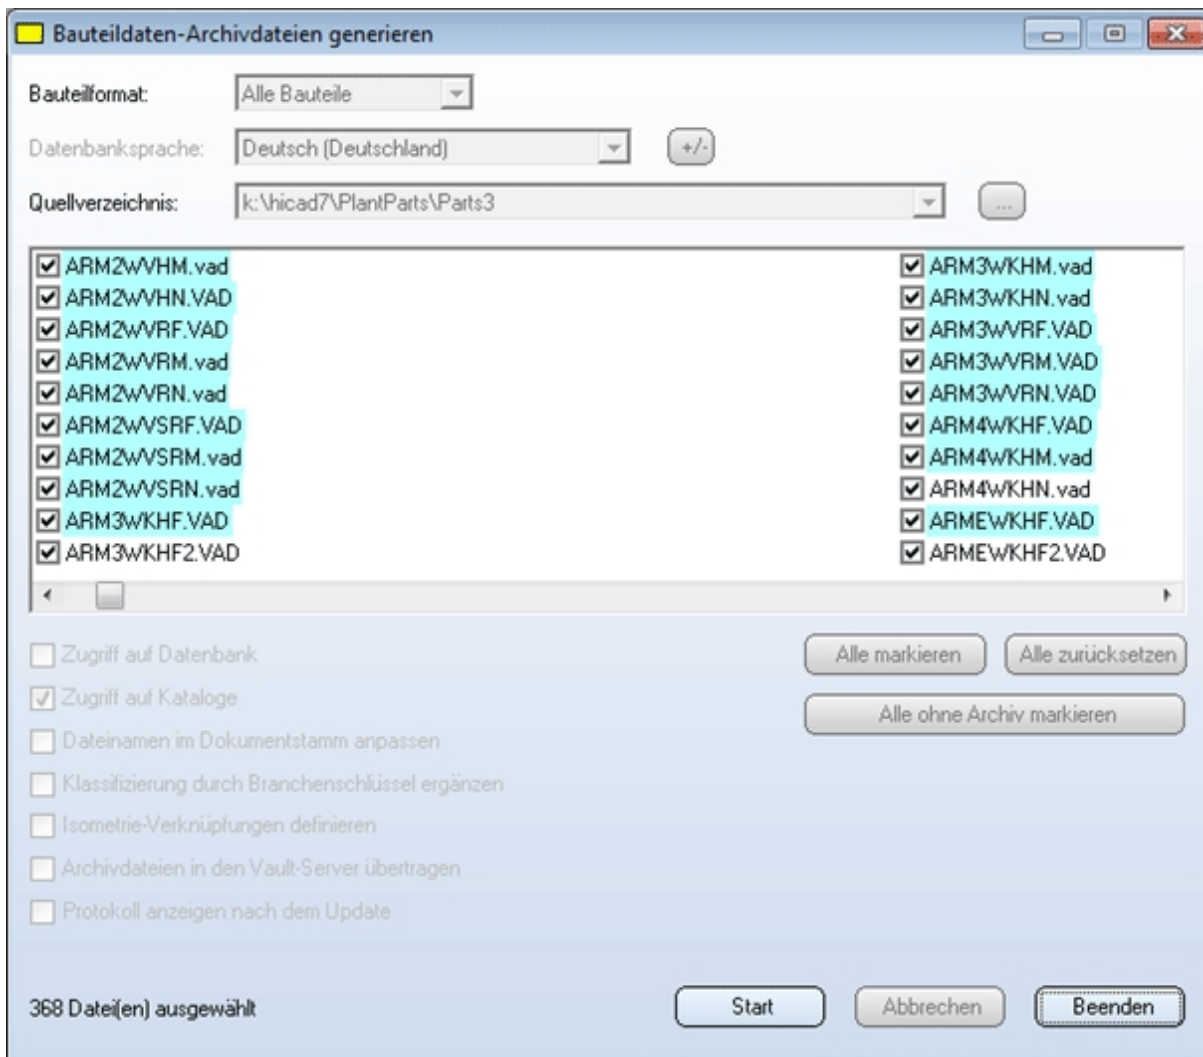 Bauteildaten-Archivdateien generieren
Bauteilformat: Alle Bauteile
Datenbanksprache: Deutsch (Deutschland) +/-
Quellverzeichnis: k:\hicad7\PlantParts\Parts3 ...
ARM2WVHM.vad ARM3WKHM.vad
ARM2WVHN.VAD ARM3WKHN.vad
ARM2WVRF.VAD ARM3WVRF.VAD
ARM2WVRM.vad ARM3WVRM.VAD
ARM2WVRN.vad ARM3WVRN.VAD
ARM2WVSRF.VAD ARM4WKHF.VAD
ARM2WVSRM.vad ARM4WKHM.vad
ARM2WVSRN.vad ARM4WKHN.vad
ARM3WKHF.VAD ARMEWKHF.VAD
ARM3WKHF2.VAD ARMEWKHF2.VAD
Zugriff auf Datenbank Alle markieren Alle zurücksetzen
Zugriff auf Kataloge
Alle ohne Archiv markieren
Dateinamen im Dokumentstamm anpassen
Klassifizierung durch Branchenschlüssel ergänzen
Isometrie-Verknüpfungen definieren
Archivdateien in den Vault-Server übertragen
Protokoll anzeigen nach dem Update
368 Datei(en) ausgewählt Start Abbrechen Beenden